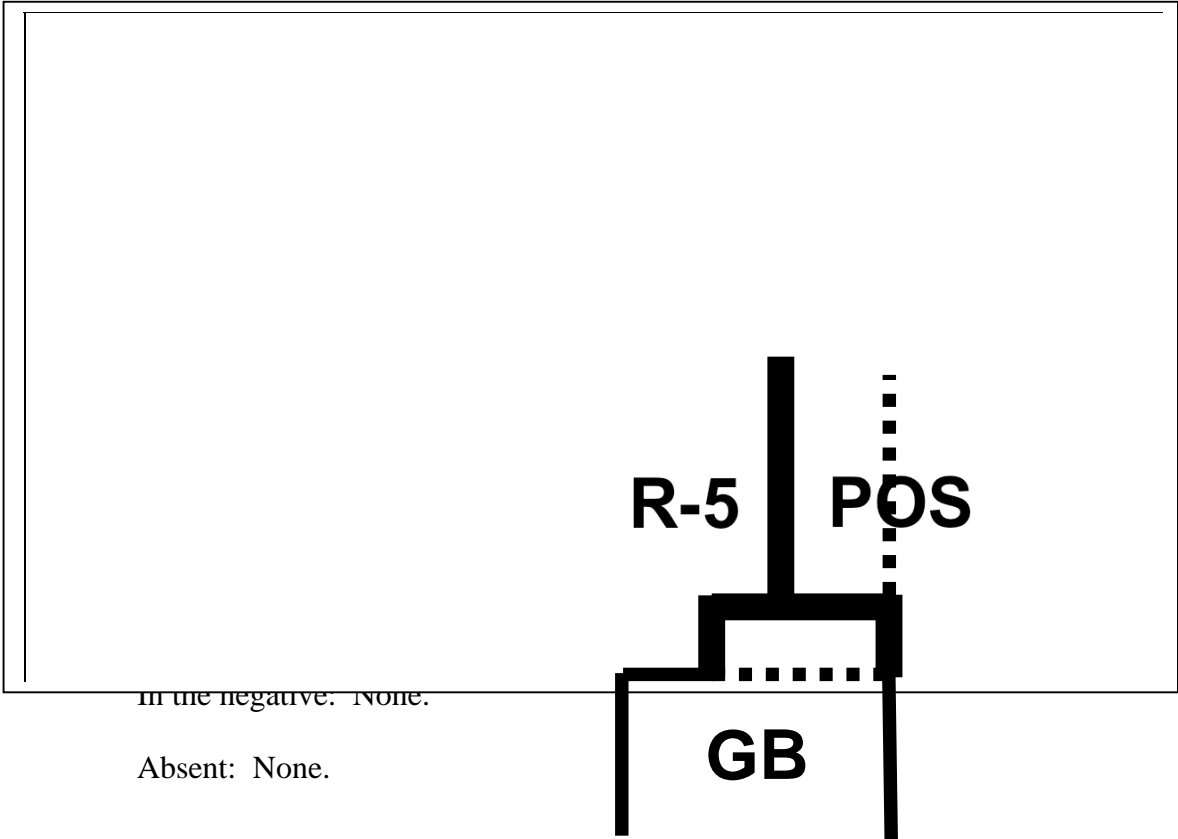 R-5 POS
In the negative: None.
GB
Absent: None.